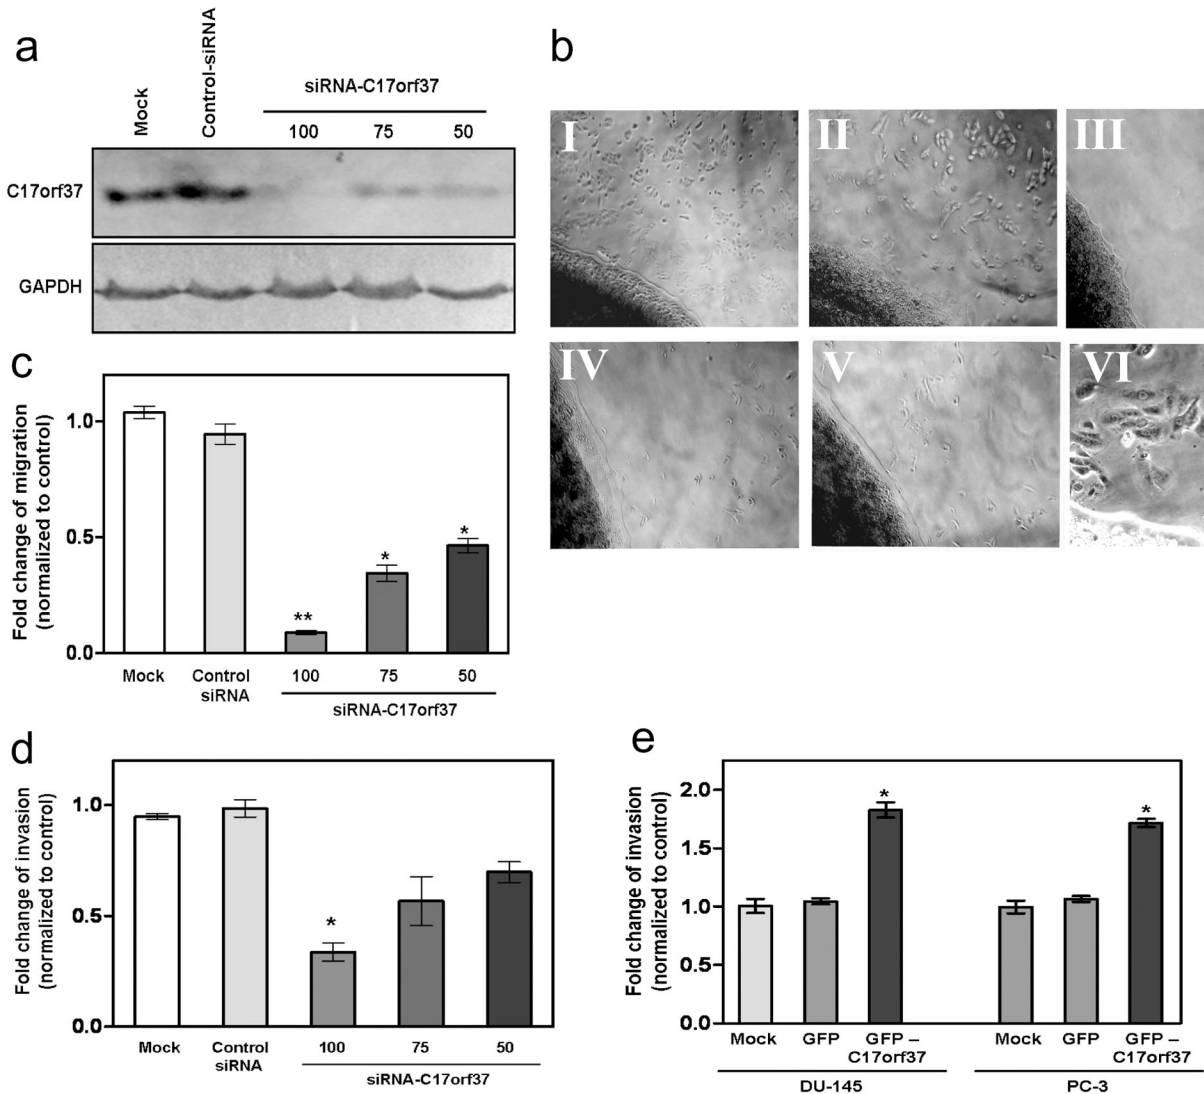 a
Mock
Control-siRNA
siRNA-C17orf37
100 75 50
C17orf37
GAPDH
b
I II III
IV V VI
c
Fold change of migration
(normalized to control)
1.0
0.5
0.0
**
*
*
Mock Control 100 75 50
siRNA
siRNA-C17orf37
d
Fold change of invasion
(normalized to control)
1.0
0.5
0.0
*
Mock Control 100 75 50
siRNA
siRNA-C17orf37
e
Fold change of invasion
(normalized to control)
2.0
1.5
1.0
0.5
0.0
*
*
Mock GFP GFP – Mock GFP GFP –
C17orf37 C17orf37
DU-145 PC-3